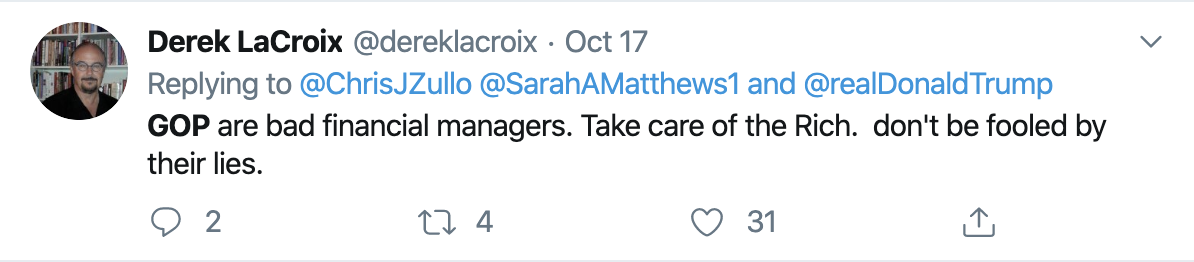 Derek LaCroix @dereklacroix · Oct 17
Replying to @ChrisJZullo @SarahAMatthews1 and @realDonaldTrump
GOP are bad financial managers. Take care of the Rich.  don't be fooled by
their lies.
2 4 31